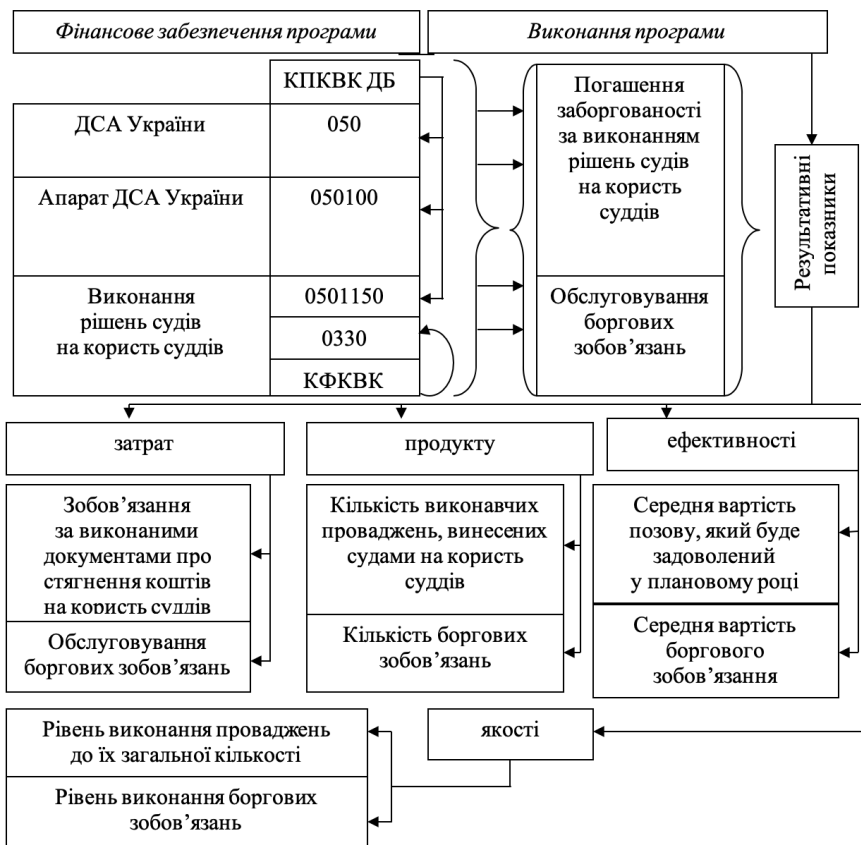 Фінансове забезпечення програми
Виконання програми
КПКВК ДБ
ДСА України
050
Апарат ДСА України
050100
Виконання
рішень судів
на користь суддів
0501150
0330
КФКВК
Погашення
заборгованості
за виконанням
рішень судів
на користь
суддів
Обслуговування
боргових
зобов’язань
Результативні
показники
затрат
продукту
ефективності
Зобов’язання
за виконаними
документами про
стягнення коштів
на користь суддів
Обслуговування
боргових зобов’язань
Кількість виконавчих
проваджень, винесених
судами на користь
суддів
Кількість боргових
зобов’язань
Середня вартість
позову, який буде
задоволений
у плановому році
Середня вартість
боргового
зобов’язання
Рівень виконання проваджень
до їх загальної кількості
Рівень виконання боргових
зобов’язань
якості